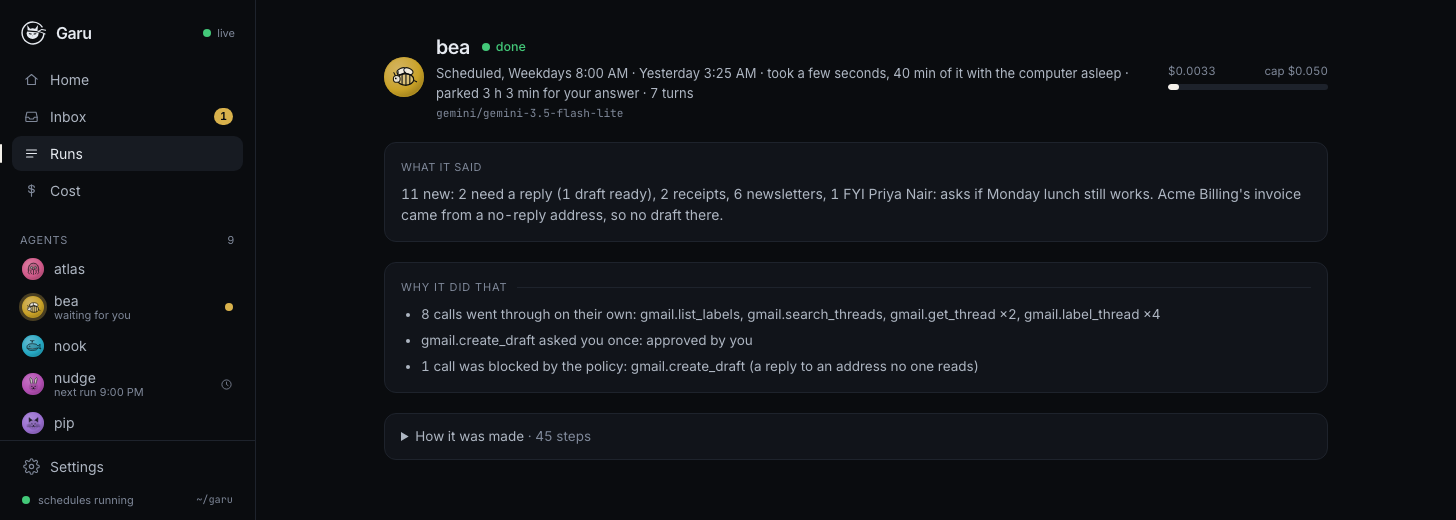 Garu
live
Home
Inbox
1
Runs
Cost
AGENTS
9
atlas
bea
waiting for you
nook
nudge
next run 9:00 PM
pip
Settings
schedules running
~/garu
bea
done
Scheduled, Weekdays 8:00 AM · Yesterday 3:25 AM · took a few seconds, 40 min of it with the computer asleep ·
parked 3 h 3 min for your answer · 7 turns
gemini/gemini-3.5-flash-lite
$0.0033
cap $0.050
WHAT IT SAID
11 new: 2 need a reply (1 draft ready), 2 receipts, 6 newsletters, 1 FYI Priya Nair: asks if Monday lunch still works. Acme Billing's invoice
came from a no-reply address, so no draft there.
WHY IT DID THAT
• 8 calls went through on their own: gmail.list_labels, gmail.search_threads, gmail.get_thread ×2, gmail.label_thread ×4
• gmail.create_draft asked you once: approved by you
• 1 call was blocked by the policy: gmail.create_draft (a reply to an address no one reads)
How it was made · 45 steps